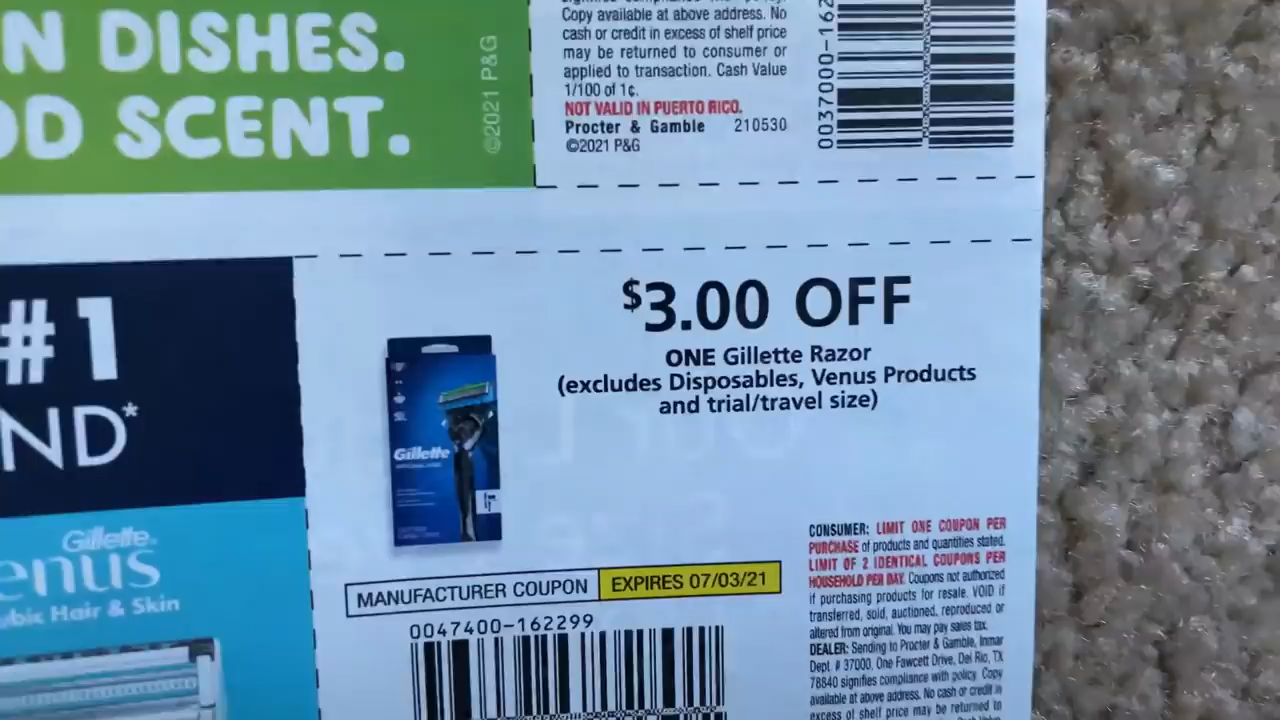 N DISHES.
OD SCENT.
©2021 P&G
Copy available at above address. No
cash or credit in excess of shelf price
may be returned to consumer or
applied to transaction. Cash Value
1/100 of 1¢.
NOT VALID IN PUERTO RICO.
Procter & Gamble 210530
©2021 P&G
0037000-162
#1
ND*
Gillette
enus
ubic Hair & Skin
$3.00 OFF
ONE Gillette Razor
(excludes Disposables, Venus Products
and trial/travel size)
Gillette
MANUFACTURER COUPON EXPIRES 07/03/21
0047400-162299
CONSUMER: LIMIT ONE COUPON PER
PURCHASE of products and quantities stated.
LIMIT OF 2 IDENTICAL COUPONS PER
HOUSEHOLD PER DAY. Coupons not authorized
if purchasing products for resale. VOID if
transferred, sold, auctioned, reproduced or
altered from original. You may pay sales tax.
DEALER: Sending to Procter & Gamble, Inmar
Dept. # 37000, One Fawcett Drive, Del Rio, TX
78840 signifies compliance with policy. Copy
available at above address. No cash or credit in
excess of shelf price may be returned to